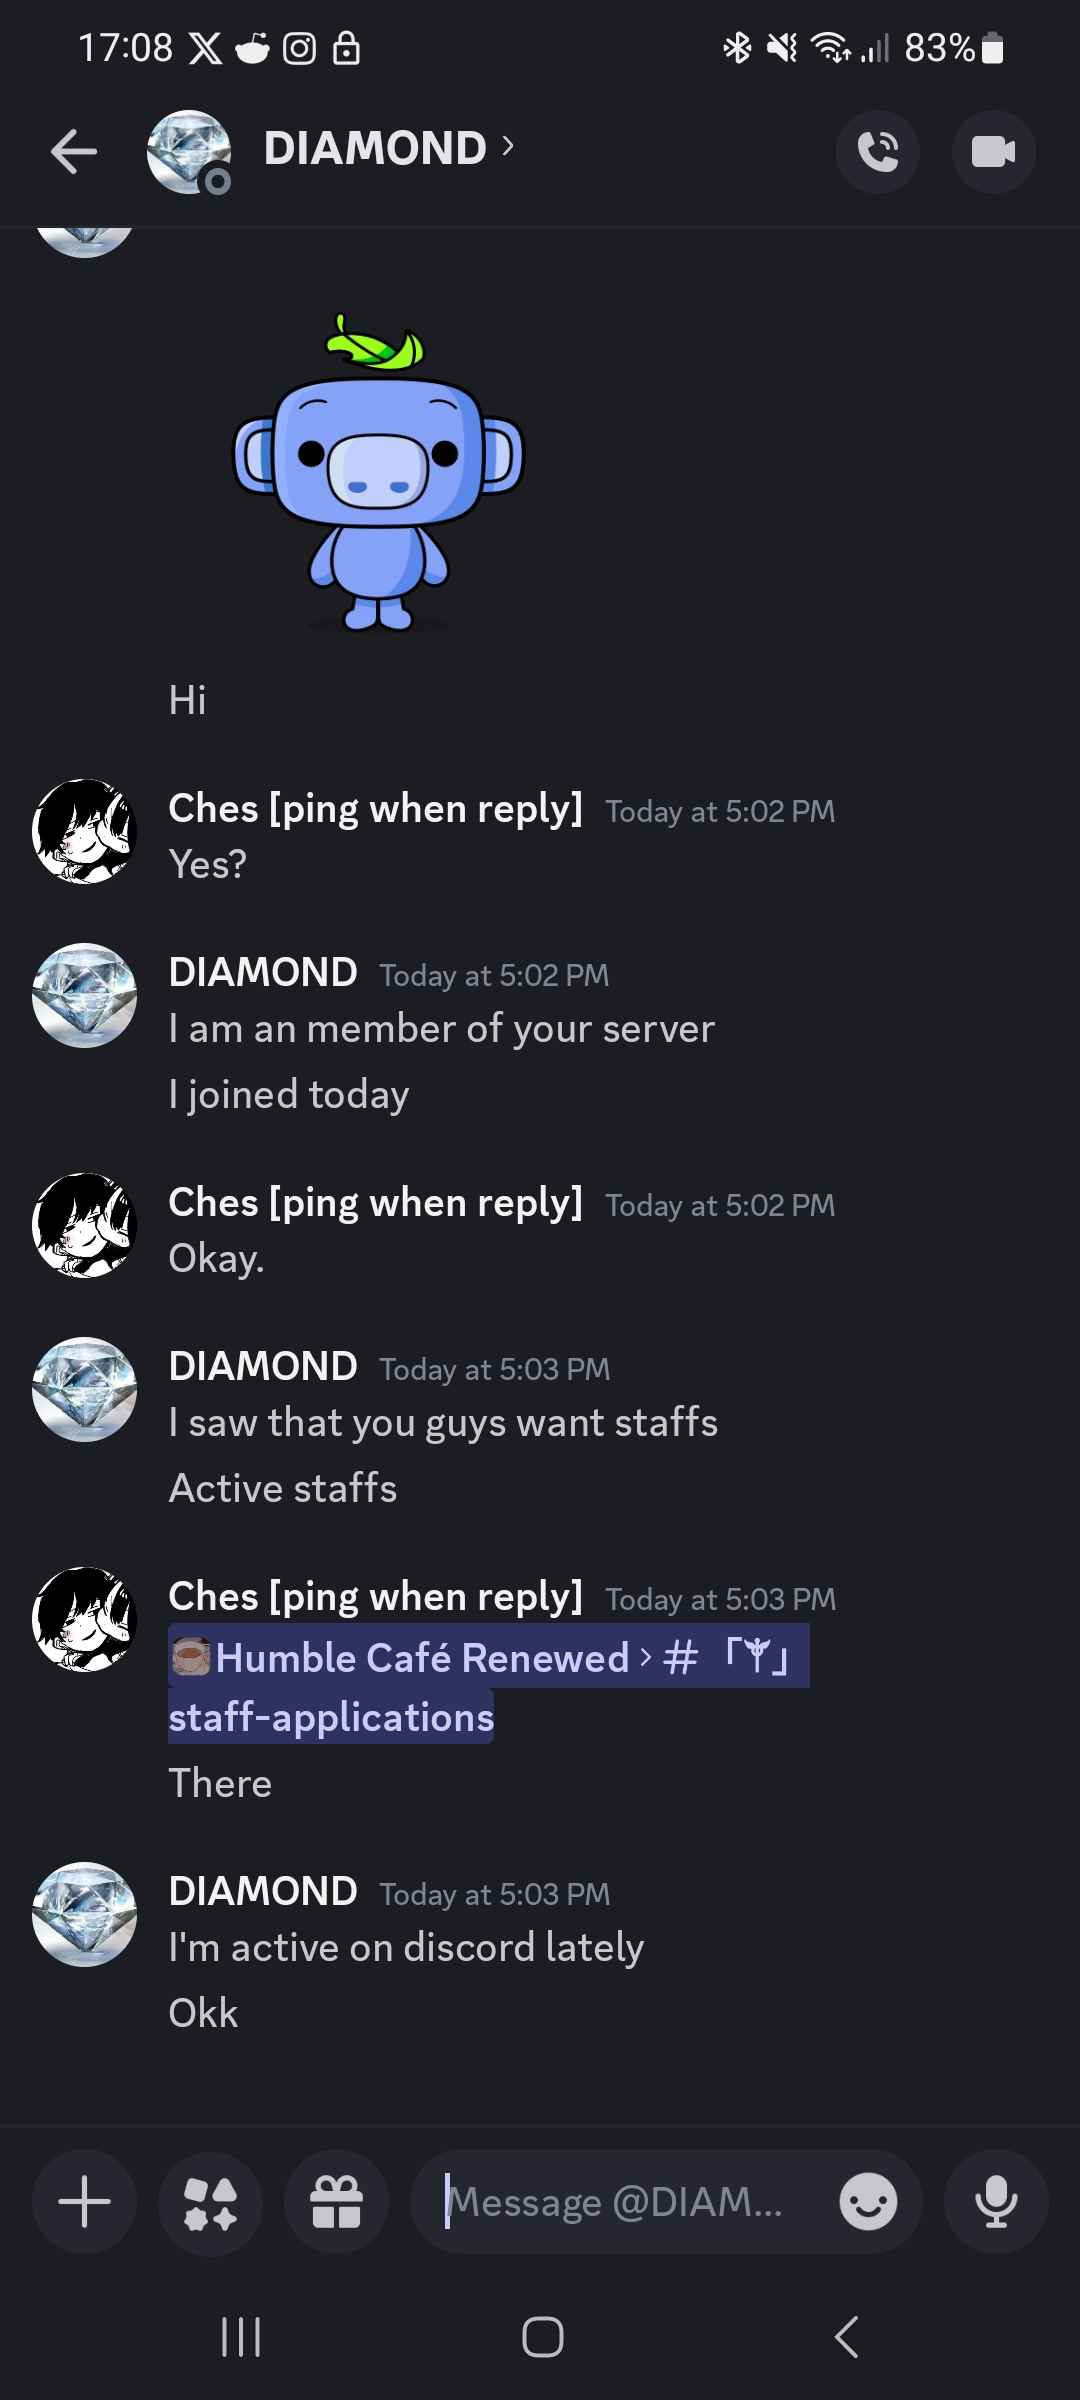 17:08
83%
DIAMOND
Hi
Ches [ping when reply] Today at 5:02 PM
Yes?
DIAMOND Today at 5:02 PM
I am an member of your server
I joined today
Ches [ping when reply] Today at 5:02 PM
Okay.
DIAMOND Today at 5:03 PM
I saw that you guys want staffs
Active staffs
Ches [ping when reply] Today at 5:03 PM
Humble Café Renewed › # 「」
staff-applications
There
DIAMOND Today at 5:03 PM
I'm active on discord lately
Okk
Message @DIAM...